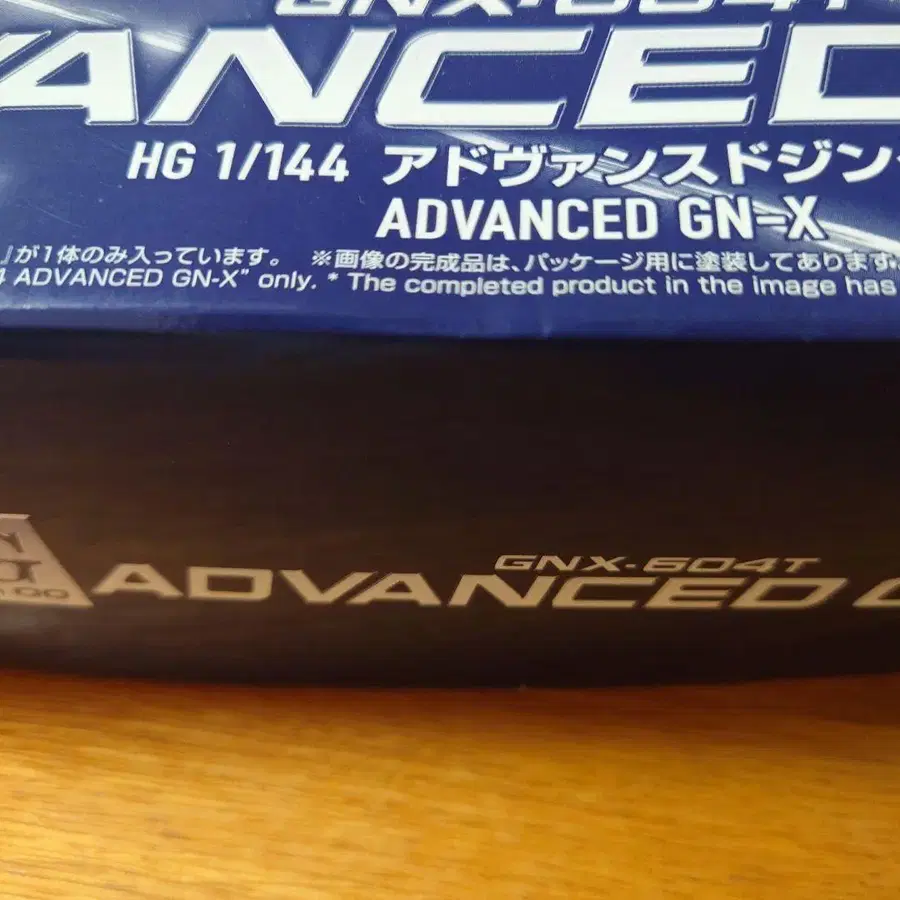 GNX-604T
VANCED
HG 1/144 アドヴァンスドジン
ADVANCED GN-X
』が1体のみ入っています。 ※画像の完成品は、パッケージ用に塗装してあります。
4 ADVANCED GN-X" only. * The completed product in the image has
GNX-604T
ADVANCED G